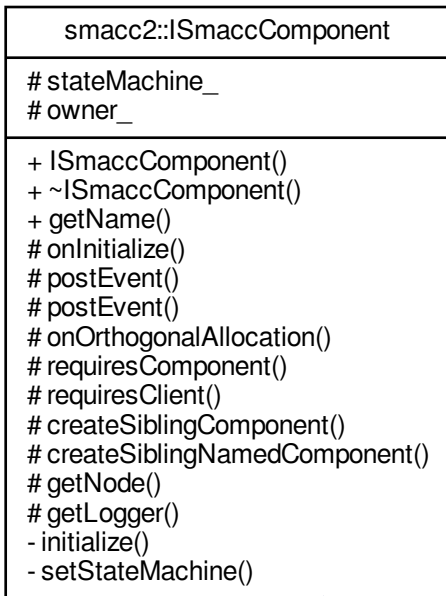 smacc2::ISmaccComponent
# stateMachine_
# owner_
+ ISmaccComponent()
+ ~ISmaccComponent()
+ getName()
# onInitialize()
# postEvent()
# postEvent()
# onOrthogonalAllocation()
# requiresComponent()
# requiresClient()
# createSiblingComponent()
# createSiblingNamedComponent()
# getNode()
# getLogger()
- initialize()
- setStateMachine()